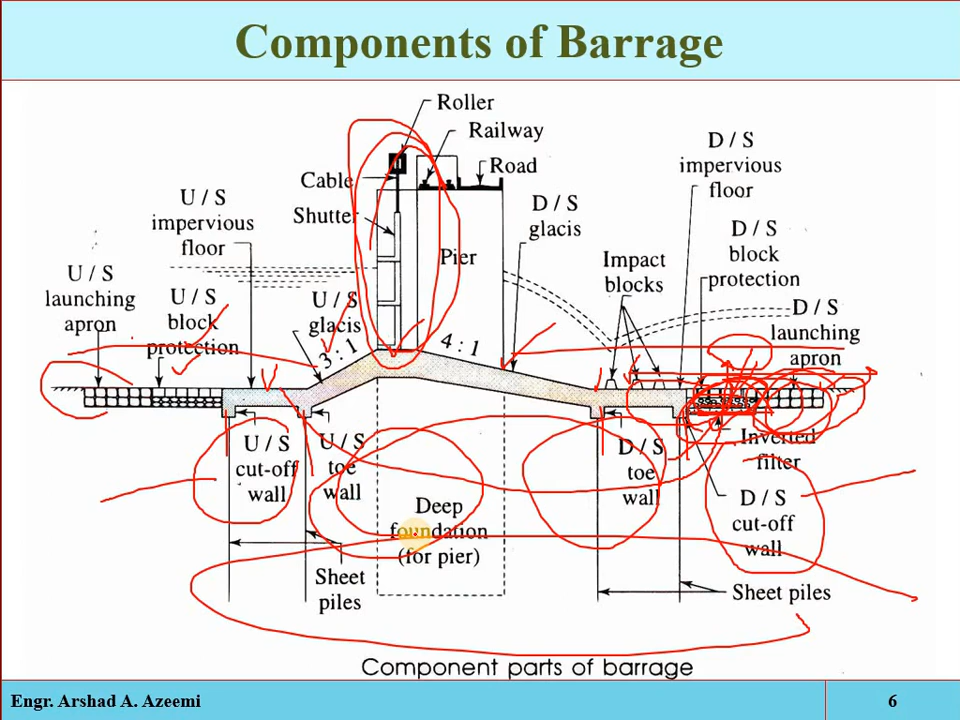 Components of Barrage
Roller
Railway
Road
Cable
Shutter
Pier
U / S
impervious
floor
U / S
launching
apron
U / S
block
protection
U / S
glacis
3 : 1
4 : 1
D / S
glacis
Impact
blocks
D / S
impervious
floor
D / S
block
protection
D / S
launching
apron
U / S
cut-off
wall
U / S
toe
wall
Deep
foundation
(for pier)
D / S
toe
wall
Inverted
filter
D / S
cut-off
wall
Sheet
piles
Sheet piles
Component parts of barrage
Engr. Arshad A. Azeemi
6